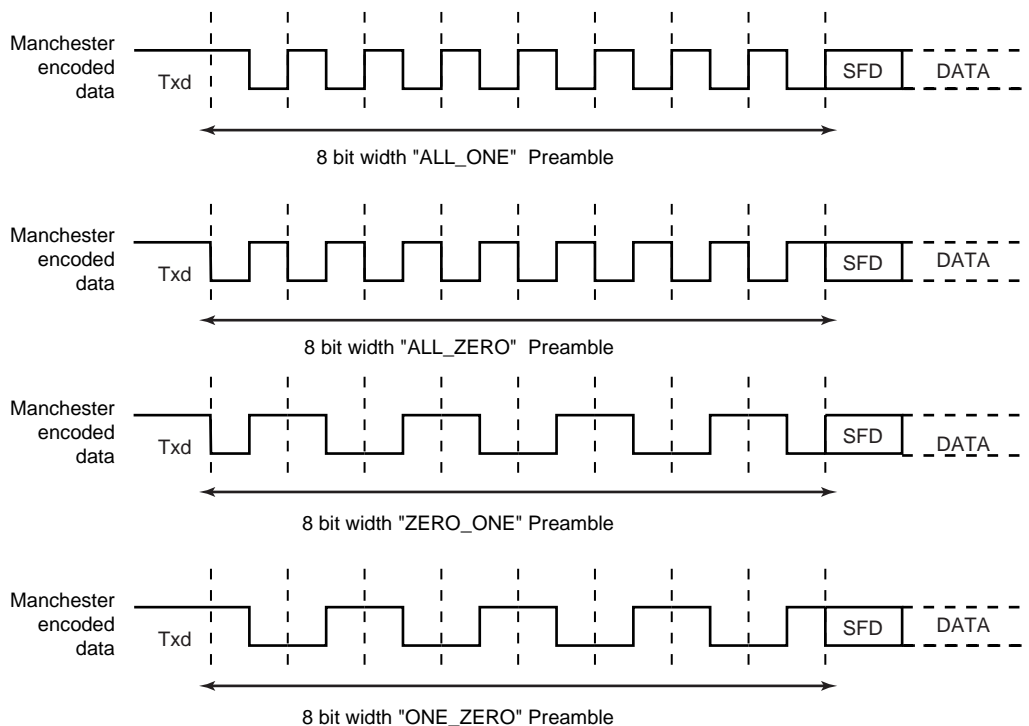 Manchester
encoded
data
Txd
SFD
DATA
8 bit width "ALL_ONE" Preamble
Manchester
encoded
data
Txd
SFD
DATA
8 bit width "ALL_ZERO" Preamble
Manchester
encoded
data
Txd
SFD
DATA
8 bit width "ZERO_ONE" Preamble
Manchester
encoded
data
Txd
SFD
DATA
8 bit width "ONE_ZERO" Preamble